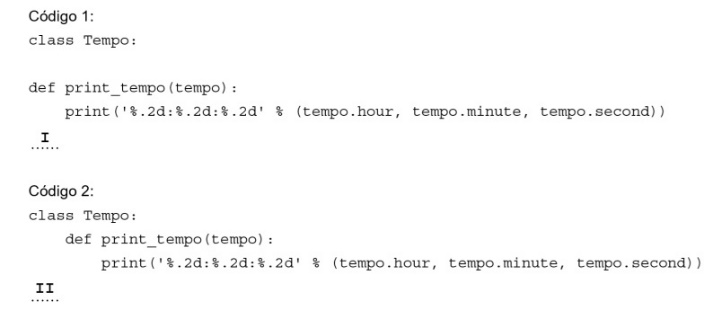 Código 1:
class Tempo:
def print_tempo(tempo):
    print('%.2d:%.2d:%.2d' % (tempo.hour, tempo.minute, tempo.second))
I
......
Código 2:
class Tempo:
    def print_tempo(tempo):
        print('%.2d:%.2d:%.2d' % (tempo.hour, tempo.minute, tempo.second))
II
......